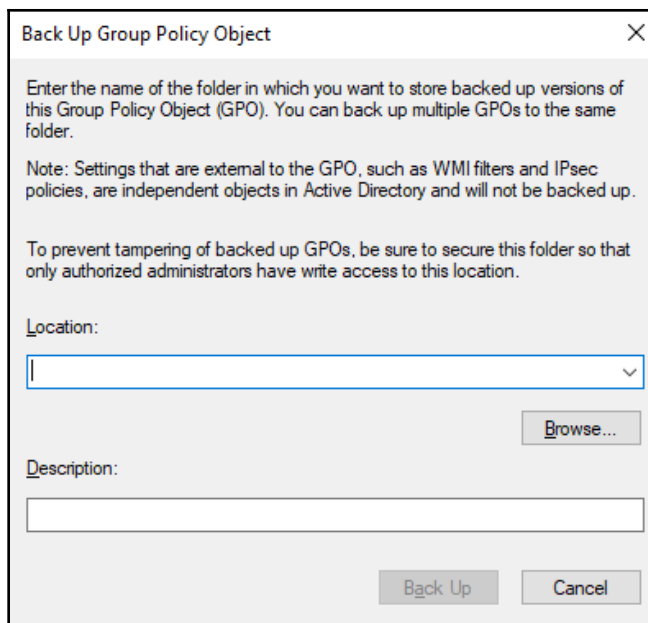 Back Up Group Policy Object
Enter the name of the folder in which you want to store backed up versions of
this Group Policy Object (GPO). You can back up multiple GPOs to the same
folder.
Note: Settings that are external to the GPO, such as WMI filters and IPsec
policies, are independent objects in Active Directory and will not be backed up.
To prevent tampering of backed up GPOs, be sure to secure this folder so that
only authorized administrators have write access to this location.
Location:
Browse...
Description:
Back Up Cancel